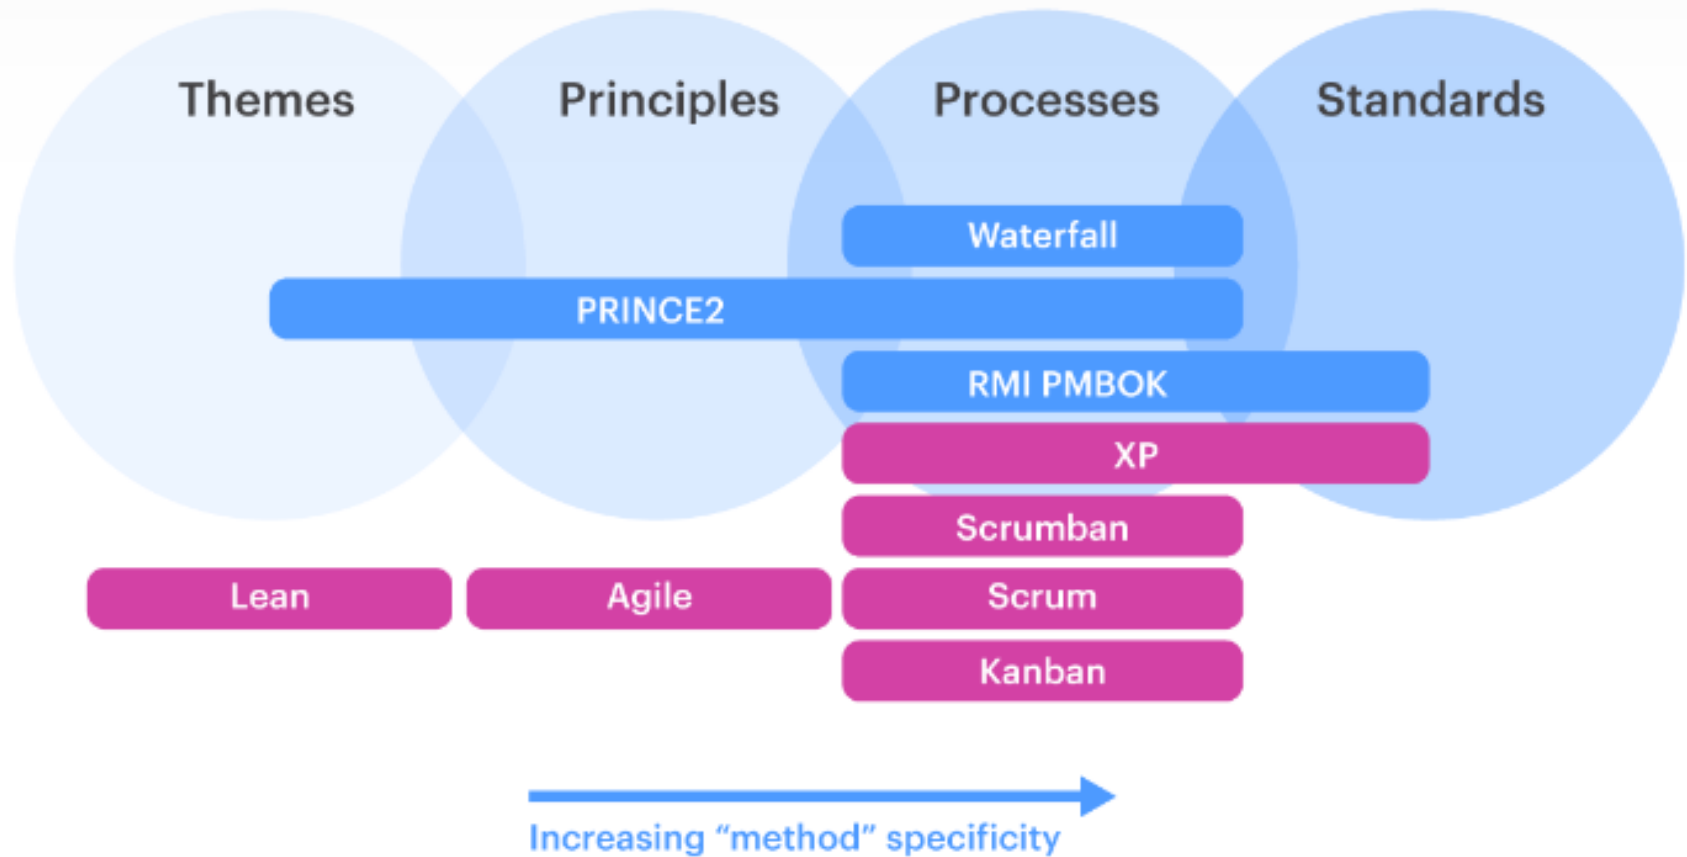 Themes
Principles
Processes
Standards
Waterfall
PRINCE2
RMI PMBOK
XP
Scrumban
Lean
Agile
Scrum
Kanban
Increasing “method” specificity